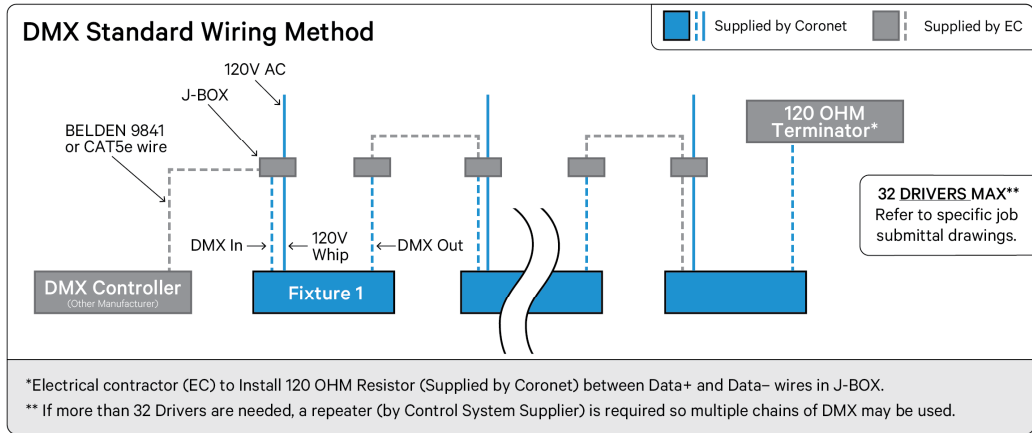 DMX Standard Wiring Method
Supplied by Coronet
Supplied by EC
120V AC
J-BOX
BELDEN 9841
or CAT5e wire
120 OHM
Terminator*
32 DRIVERS MAX**
Refer to specific job
submittal drawings.
DMX In
120V
Whip
DMX Out
DMX Controller
(Other Manufacturer)
Fixture 1
*Electrical contractor (EC) to Install 120 OHM Resistor (Supplied by Coronet) between Data+ and Data– wires in J-BOX.
** If more than 32 Drivers are needed, a repeater (by Control System Supplier) is required so multiple chains of DMX may be used.